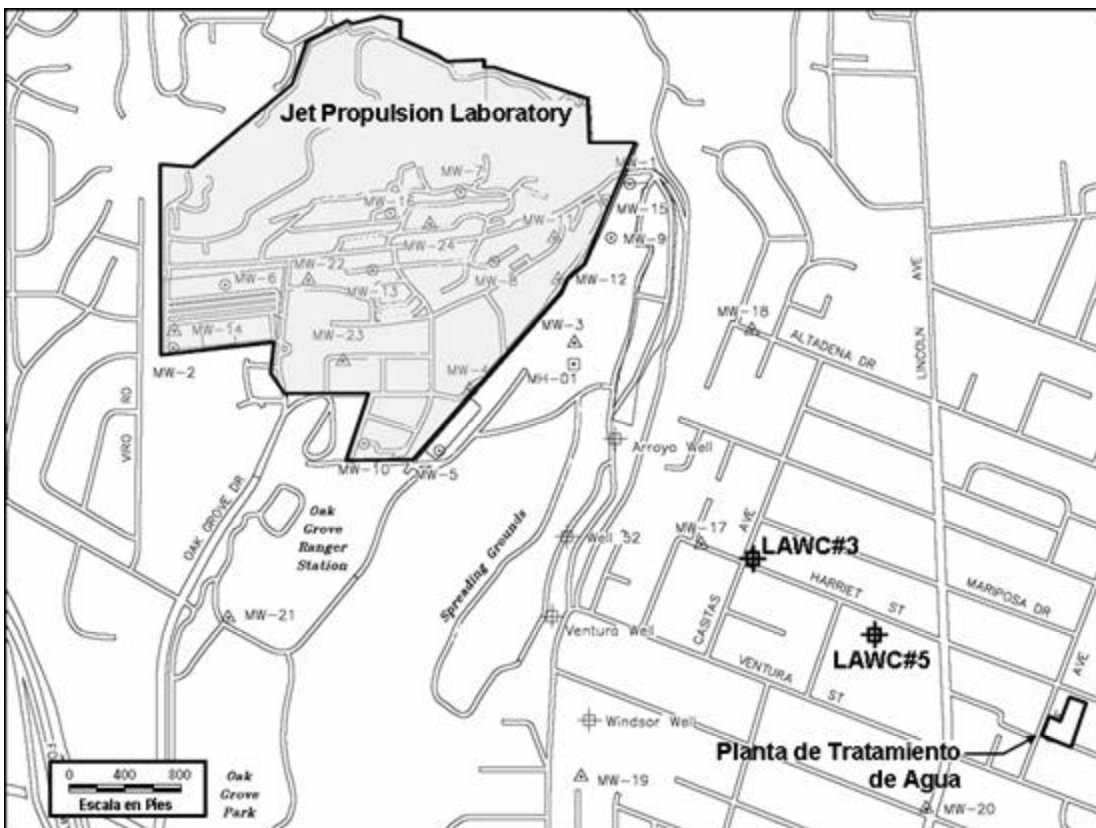 Jet Propulsion Laboratory
MW-7
MW-1
MW-16
MW-15
MW-11
MW-24
MW-9
MW-22
MW-6
MW-8
MW-12
MW-13
MW-18
MW-14
MW-3
MW-23
ALTADENA DR
LINCOLN
AVE
MW-2
MW-4
MH-01
VIRO RD
Arroyo Well
MW-10
MW-5
OAK GROVE DR
Oak
Grove
Ranger
Station
Well 52
MW-17
AVE
LAWC#3
Spreading Grounds
HARRIET ST
MARIPOSA DR
MW-21
CASITAS
Ventura Well
LAWC#5
VENTURA ST
AVE
Windsor Well
Planta de Tratamiento
de Agua
0 400 800
Escala en Pies
Oak
Grove
Park
MW-19
MW-20